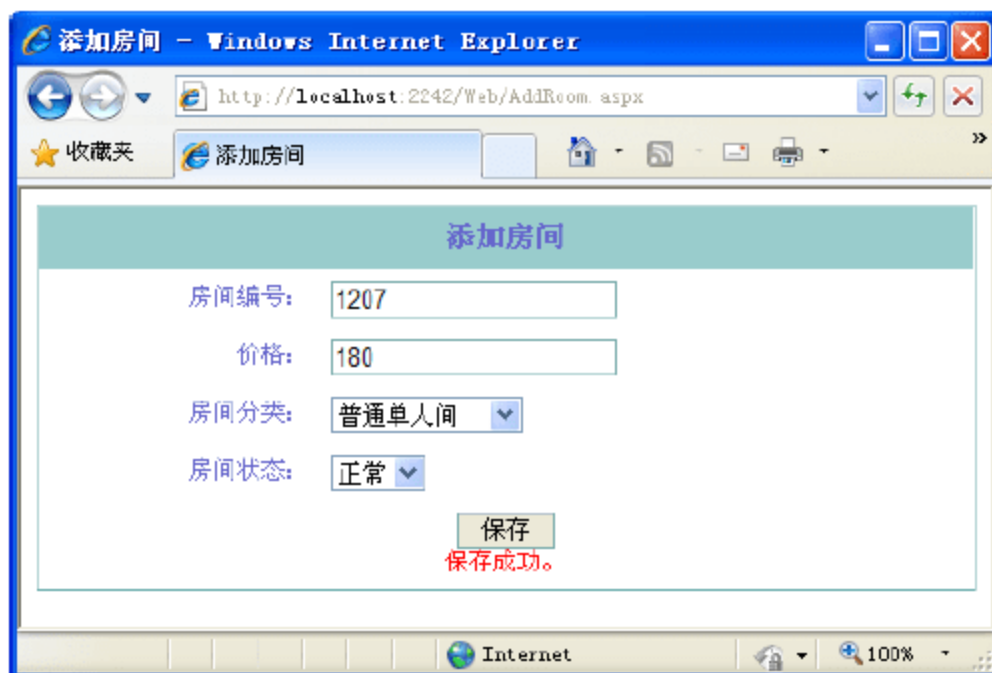 添加房间 - Windows Internet Explorer
http://localhost:2242/Web/AddRoom.aspx
收藏夹 添加房间 »
添加房间
房间编号： 1207
价格： 180
房间分类： 普通单人间
房间状态： 正常
保存
保存成功。
Internet 100%